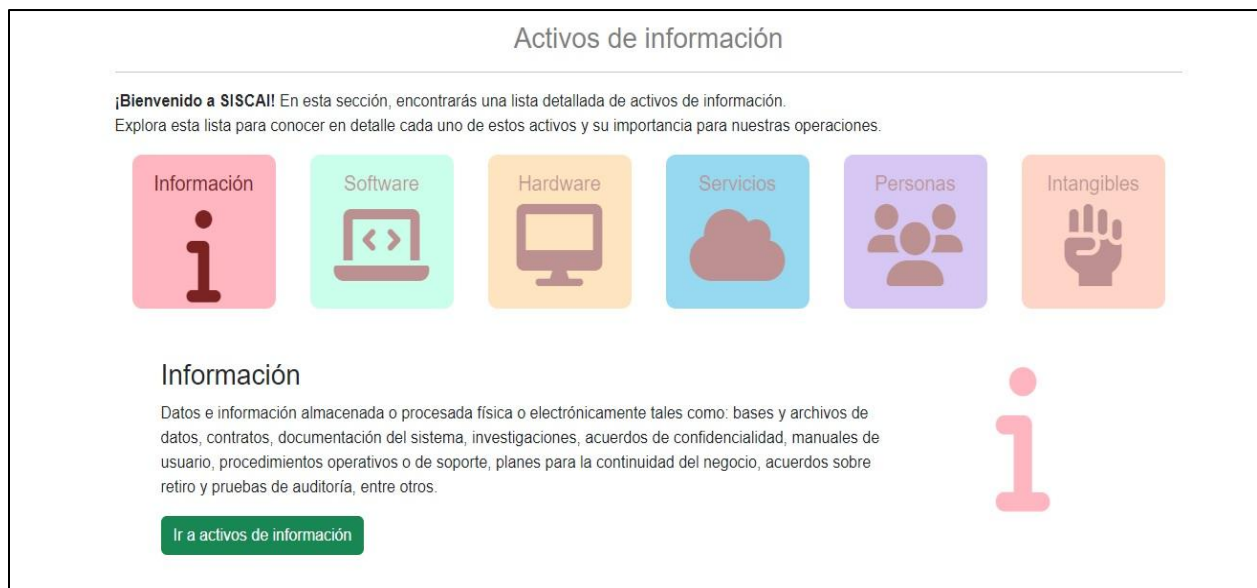 Activos de información
¡Bienvenido a SISCAI! En esta sección, encontrarás una lista detallada de activos de información.
Explora esta lista para conocer en detalle cada uno de estos activos y su importancia para nuestras operaciones.
Información
Software
Hardware
Servicios
Personas
Intangibles
Información
Datos e información almacenada o procesada física o electrónicamente tales como: bases y archivos de
datos, contratos, documentación del sistema, investigaciones, acuerdos de confidencialidad, manuales de
usuario, procedimientos operativos o de soporte, planes para la continuidad del negocio, acuerdos sobre
retiro y pruebas de auditoría, entre otros.
Ir a activos de información